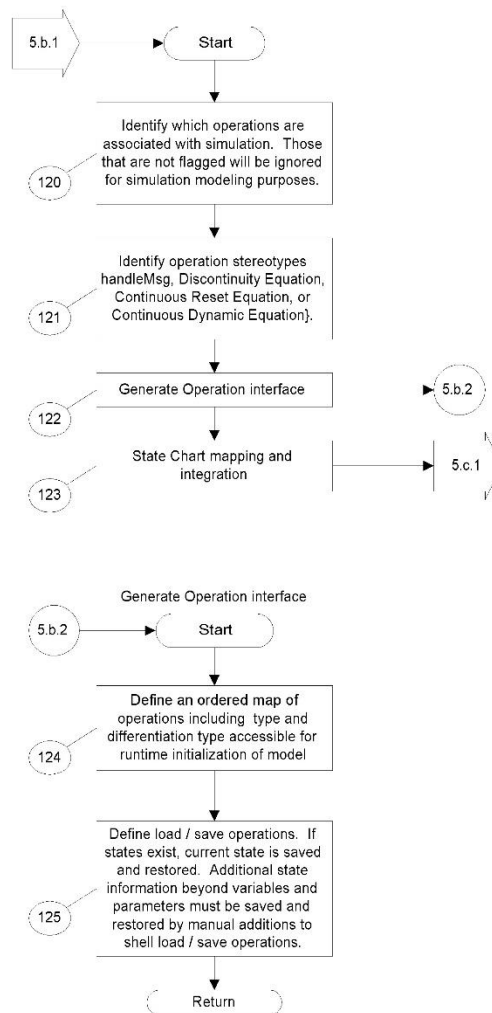 5.b.1
Start
Identify which operations are
associated with simulation. Those
that are not flagged will be ignored
for simulation modeling purposes.
120
Identify operation stereotypes
handleMsg, Discontinuity Equation,
Continuous Reset Equation, or
Continuous Dynamic Equation}.
121
Generate Operation interface
5.b.2
122
State Chart mapping and
integration
5.c.1
123
Generate Operation interface
5.b.2
Start
Define an ordered map of
operations including type and
differentiation type accessible for
runtime initialization of model
124
Define load / save operations. If
states exist, current state is saved
and restored. Additional state
information beyond variables and
parameters must be saved and
restored by manual additions to
shell load / save operations.
125
Return